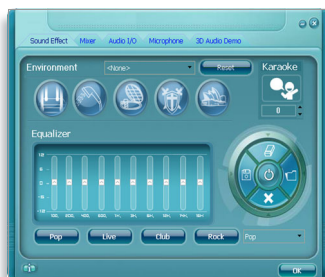 Sound Effect Mixer Audio I/O Microphone 3D Audio Demo
Environment <None> Reset Karaoke
0
Equalizer
Pop Live Club Rock Pop
OK